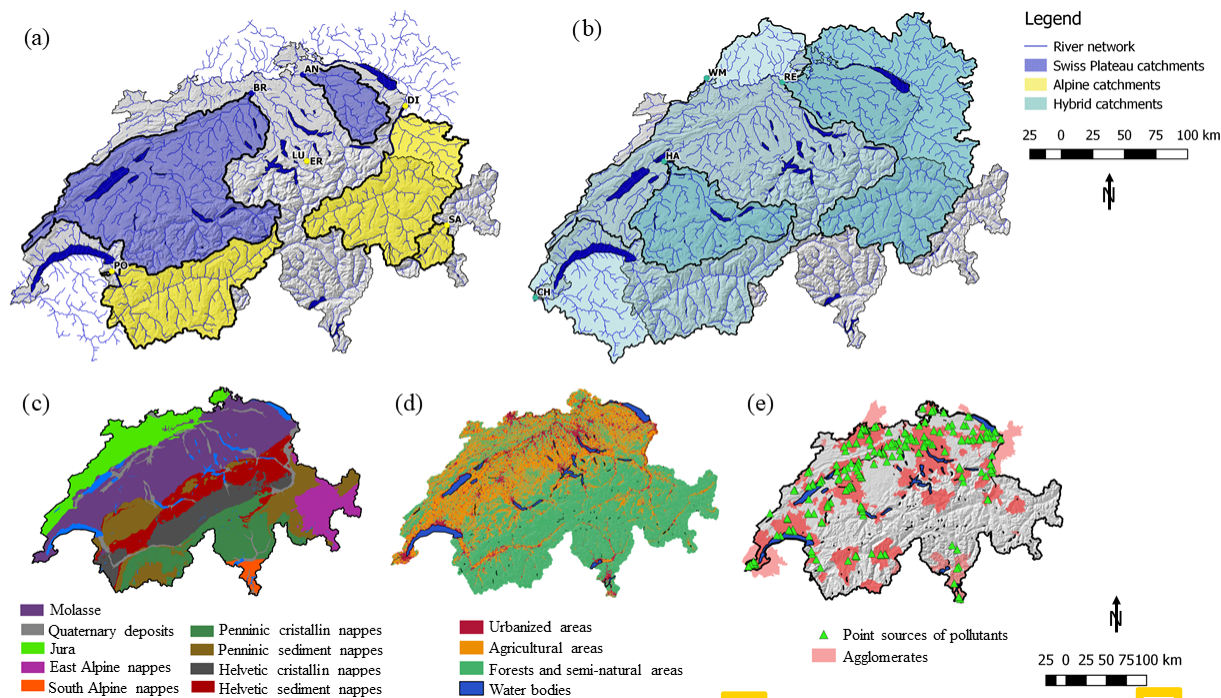 (a)
AN
BR
DI
LU
ER
SA
PO
(b)
WM
RE
HA
CH
Legend
River network
Swiss Plateau catchments
Alpine catchments
Hybrid catchments
25 0 25 50 75 100 km
N
(c)
Molasse
Quaternary deposits
Jura
East Alpine nappes
South Alpine nappes
Penninic cristallin nappes
Penninic sediment nappes
Helvetic cristallin nappes
Helvetic sediment nappes
(d)
Urbanized areas
Agricultural areas
Forests and semi-natural areas
Water bodies
(e)
Point sources of pollutants
Agglomerates
N
25 0 25 50 75100 km